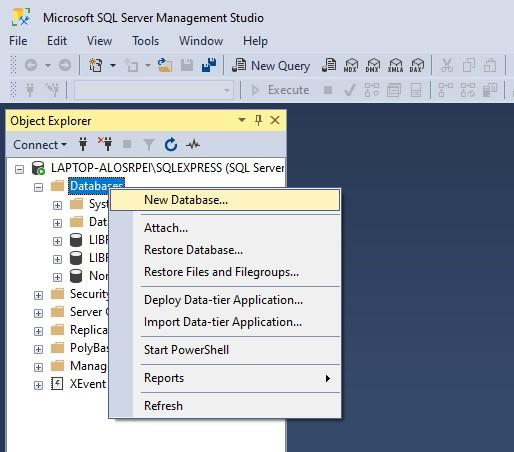 Microsoft SQL Server Management Studio
File Edit View Tools Window Help
New Query MDX DMX XMLA DAX
Execute
Object Explorer
Connect
LAPTOP-ALOSRPEI\SQLEXPRESS (SQL Server
Databases
New Database...
Attach...
Restore Database...
Restore Files and Filegroups...
Deploy Data-tier Application...
Import Data-tier Application...
Start PowerShell
Reports
Refresh
Syst
Dat
LIBR
LIBR
Nor
Security
Server O
Replica
PolyBas
Manag
XEvent